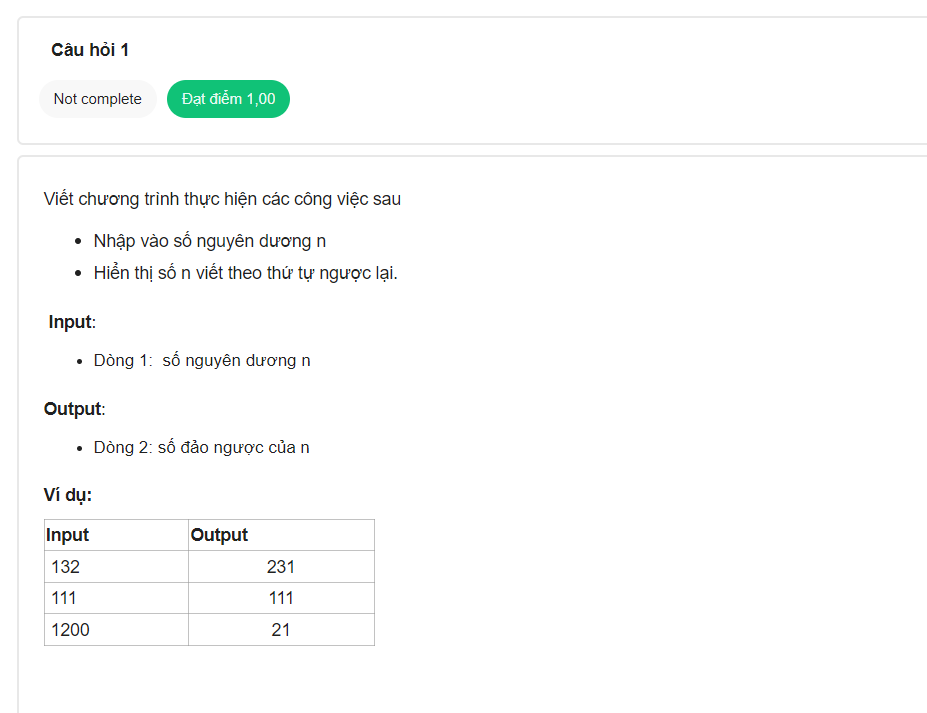 Câu hỏi 1
Not complete
Đạt điểm 1,00
Viết chương trình thực hiện các công việc sau
• Nhập vào số nguyên dương n
• Hiển thị số n viết theo thứ tự ngược lại.
Input:
• Dòng 1: số nguyên dương n
Output:
• Dòng 2: số đảo ngược của n
Ví dụ:
Input Output
132 231
111 111
1200 21